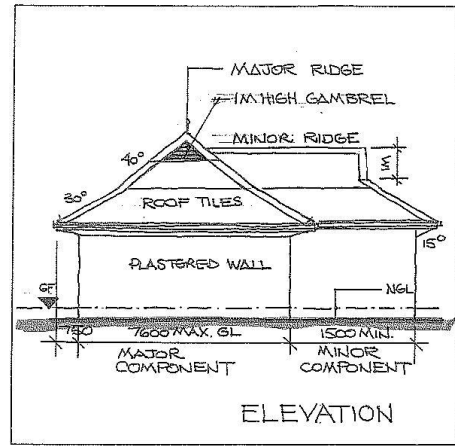 MAJOR RIDGE
1M HIGH GAMBREL
MINOR RIDGE
40°
1M
30°
ROOF TILES
15°
PLASTERED WALL
GF
NGL
750
7600 MAX. GL
1500 MIN.
MAJOR COMPONENT
MINOR COMPONENT
ELEVATION